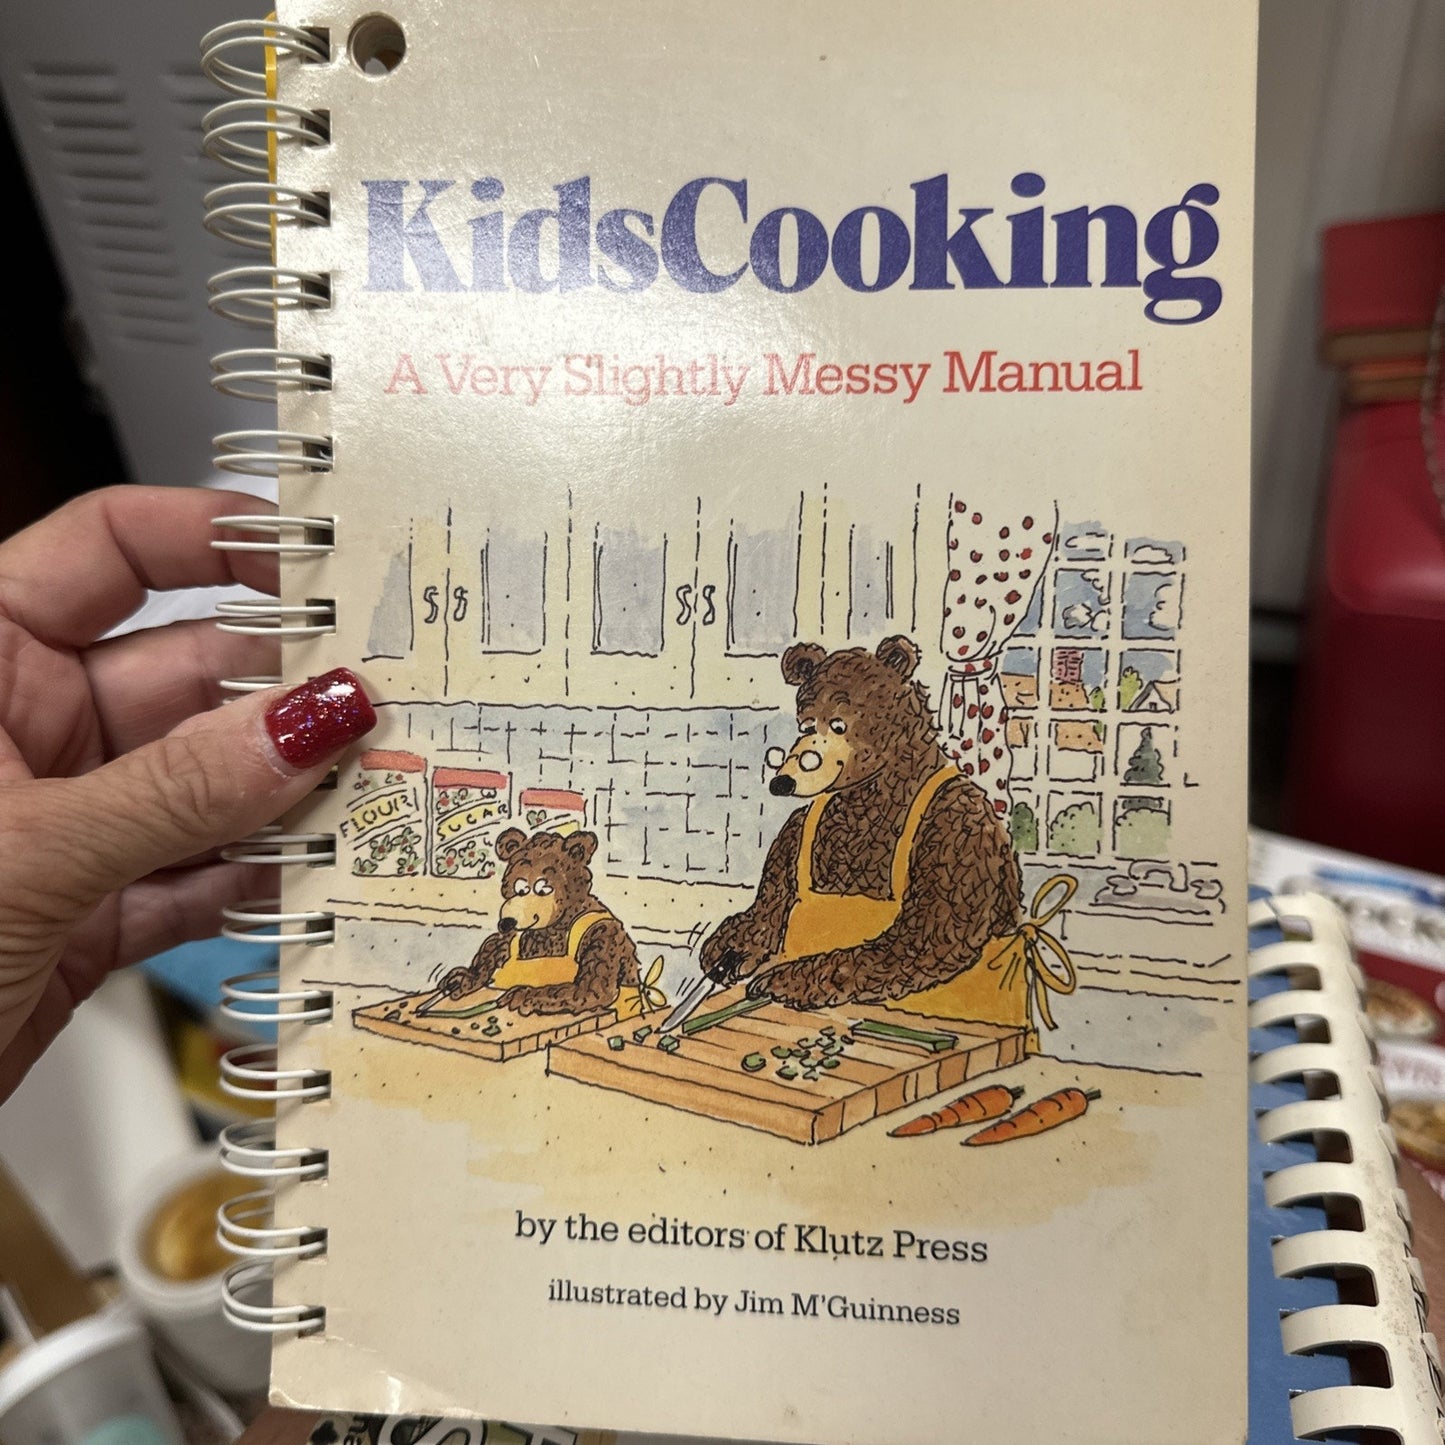 KidsCooking
A Very Slightly Messy Manual
FLOUR
SUGAR
by the editors of Klutz Press
illustrated by Jim M'Guinness